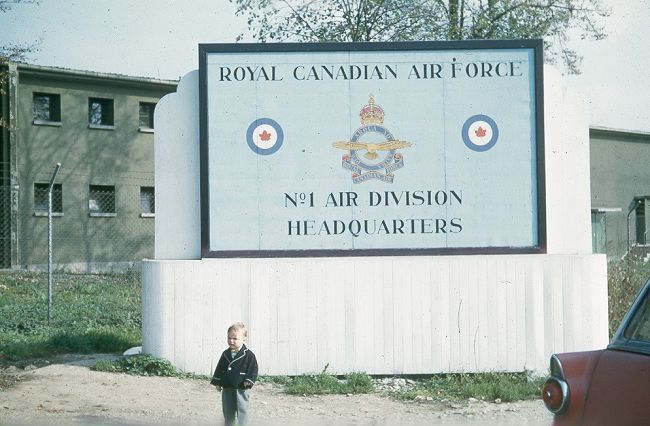 ROYAL CANADIAN AIR FORCE
Nº1 AIR DIVISION
HEADQUARTERS